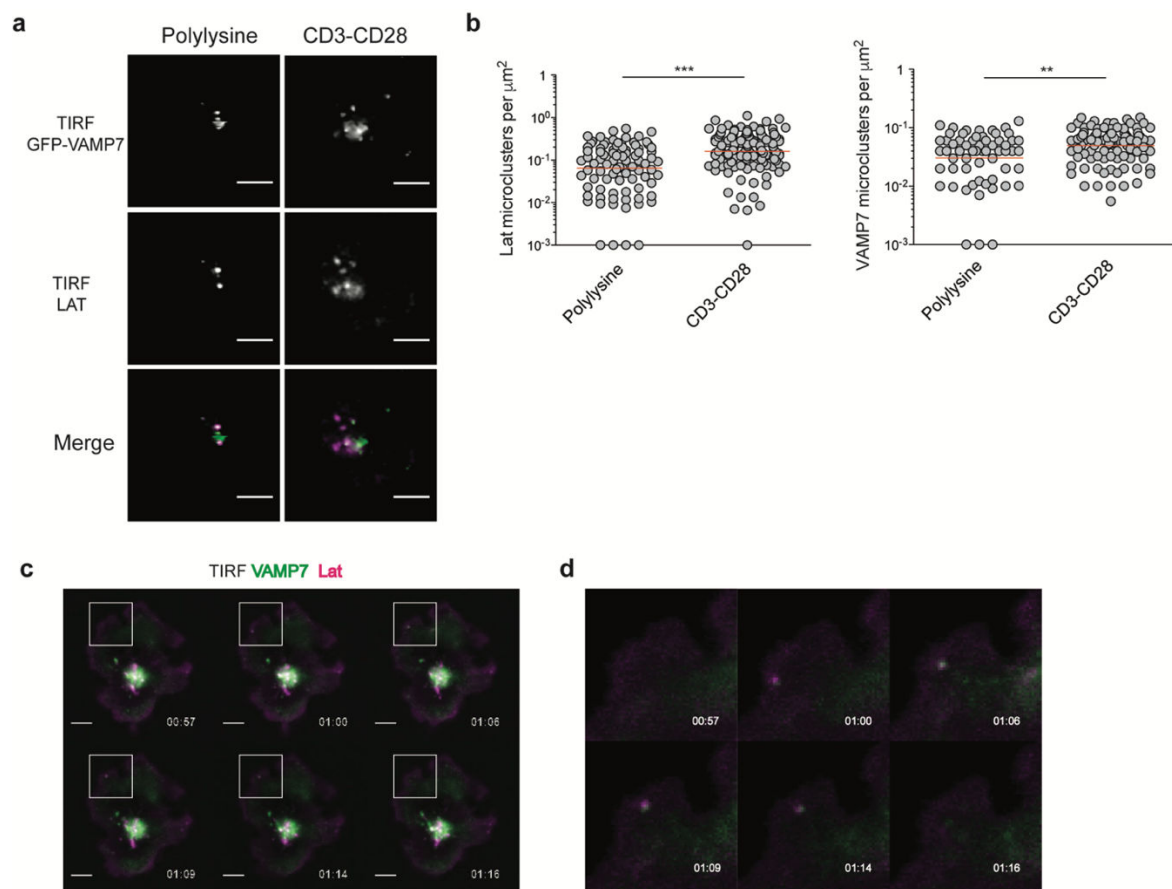 a
Polylysine CD3-CD28
TIRF
GFP-VAMP7
TIRF
LAT
Merge
b
Lat microclusters per μm2
1
10⁰
10⁻¹
10⁻²
10⁻³
***
Polylysine
CD3-CD28
VAMP7 microclusters per μm2
1
10⁻¹
10⁻²
10⁻³
**
Polylysine
CD3-CD28
c
TIRF VAMP7 Lat
00:57 01:00 01:06
01:09 01:14 01:16
d
00:57 01:00 01:06
01:09 01:14 01:16